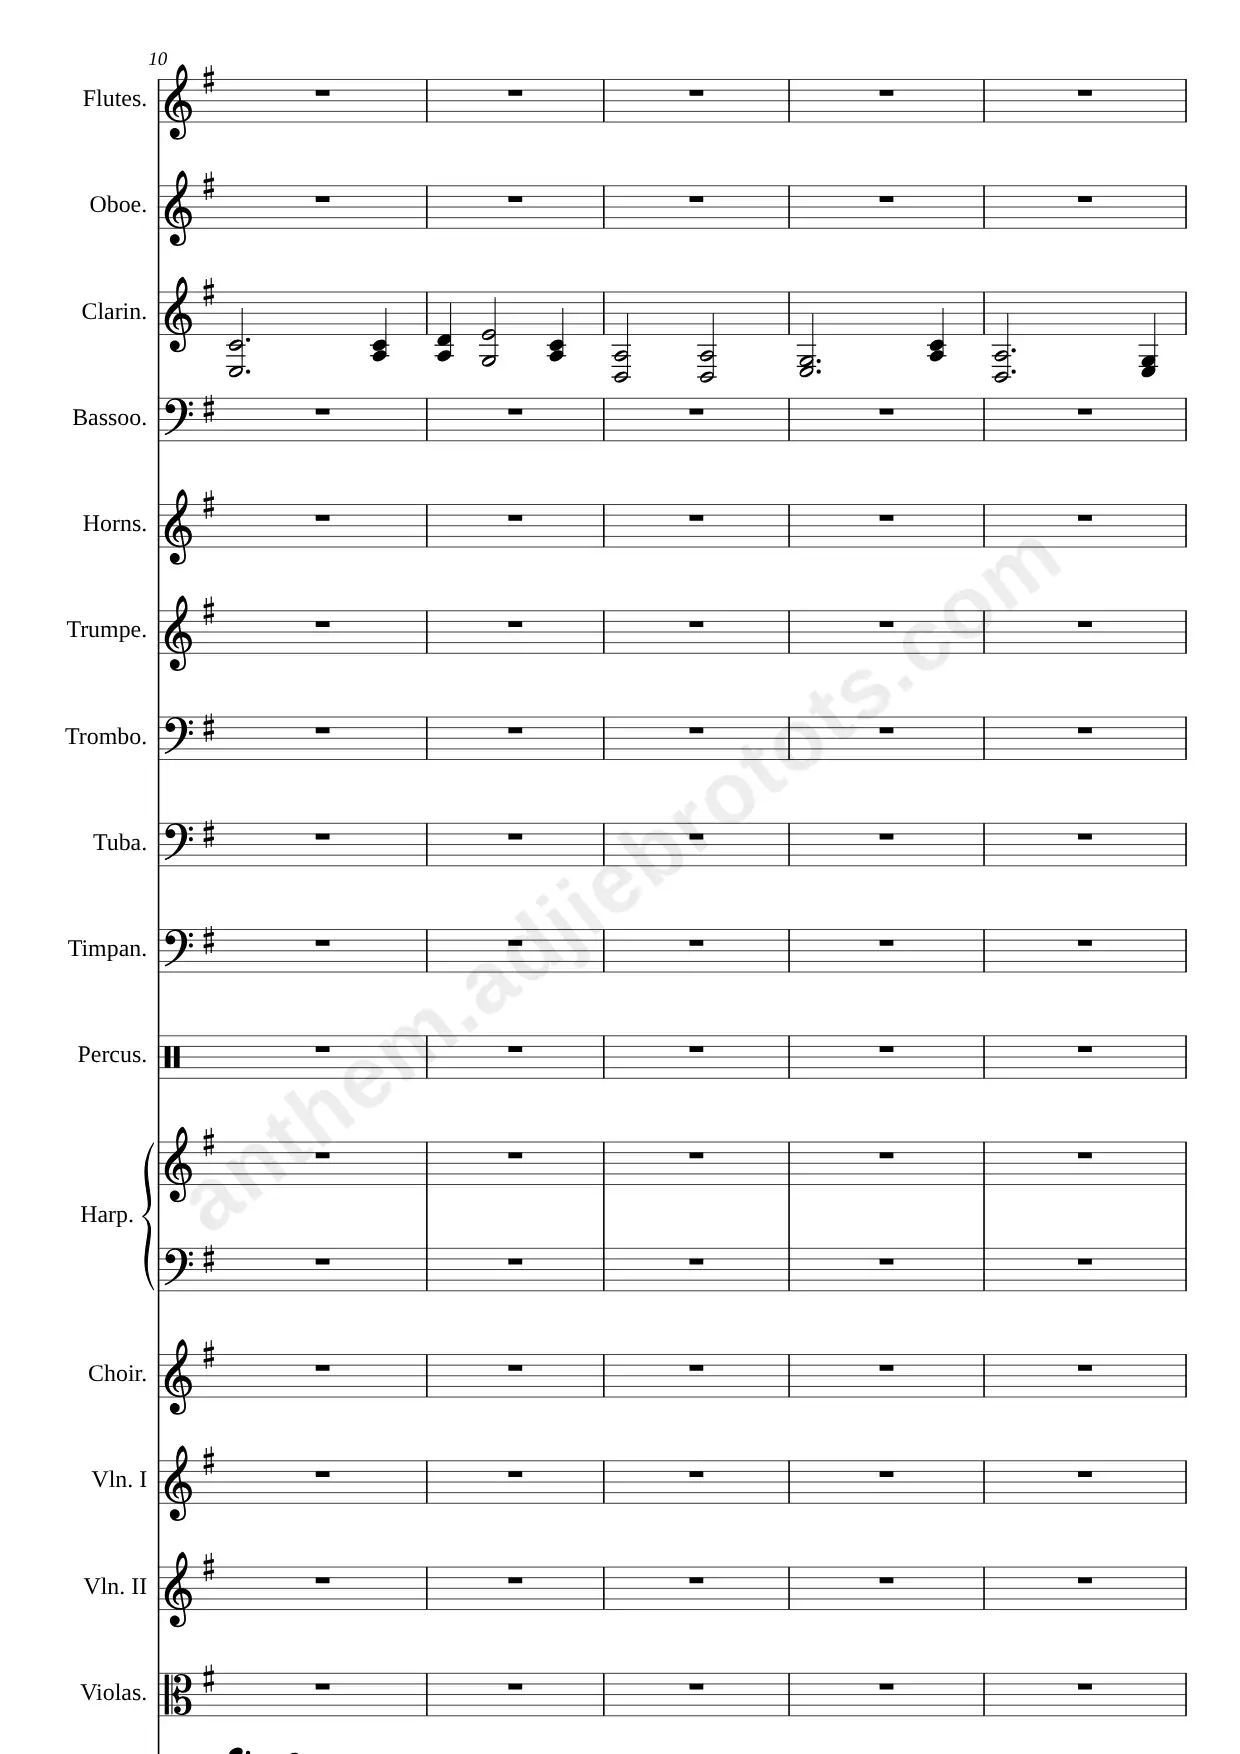 10
Flutes.
Oboe.
Clarin.
Bassoo.
Horns.
Trumpe.
Trombo.
Tuba.
Timpan.
Percus.
Harp.
Choir.
Vln. I
Vln. II
Violas.
anthem.adjiebrotots.com